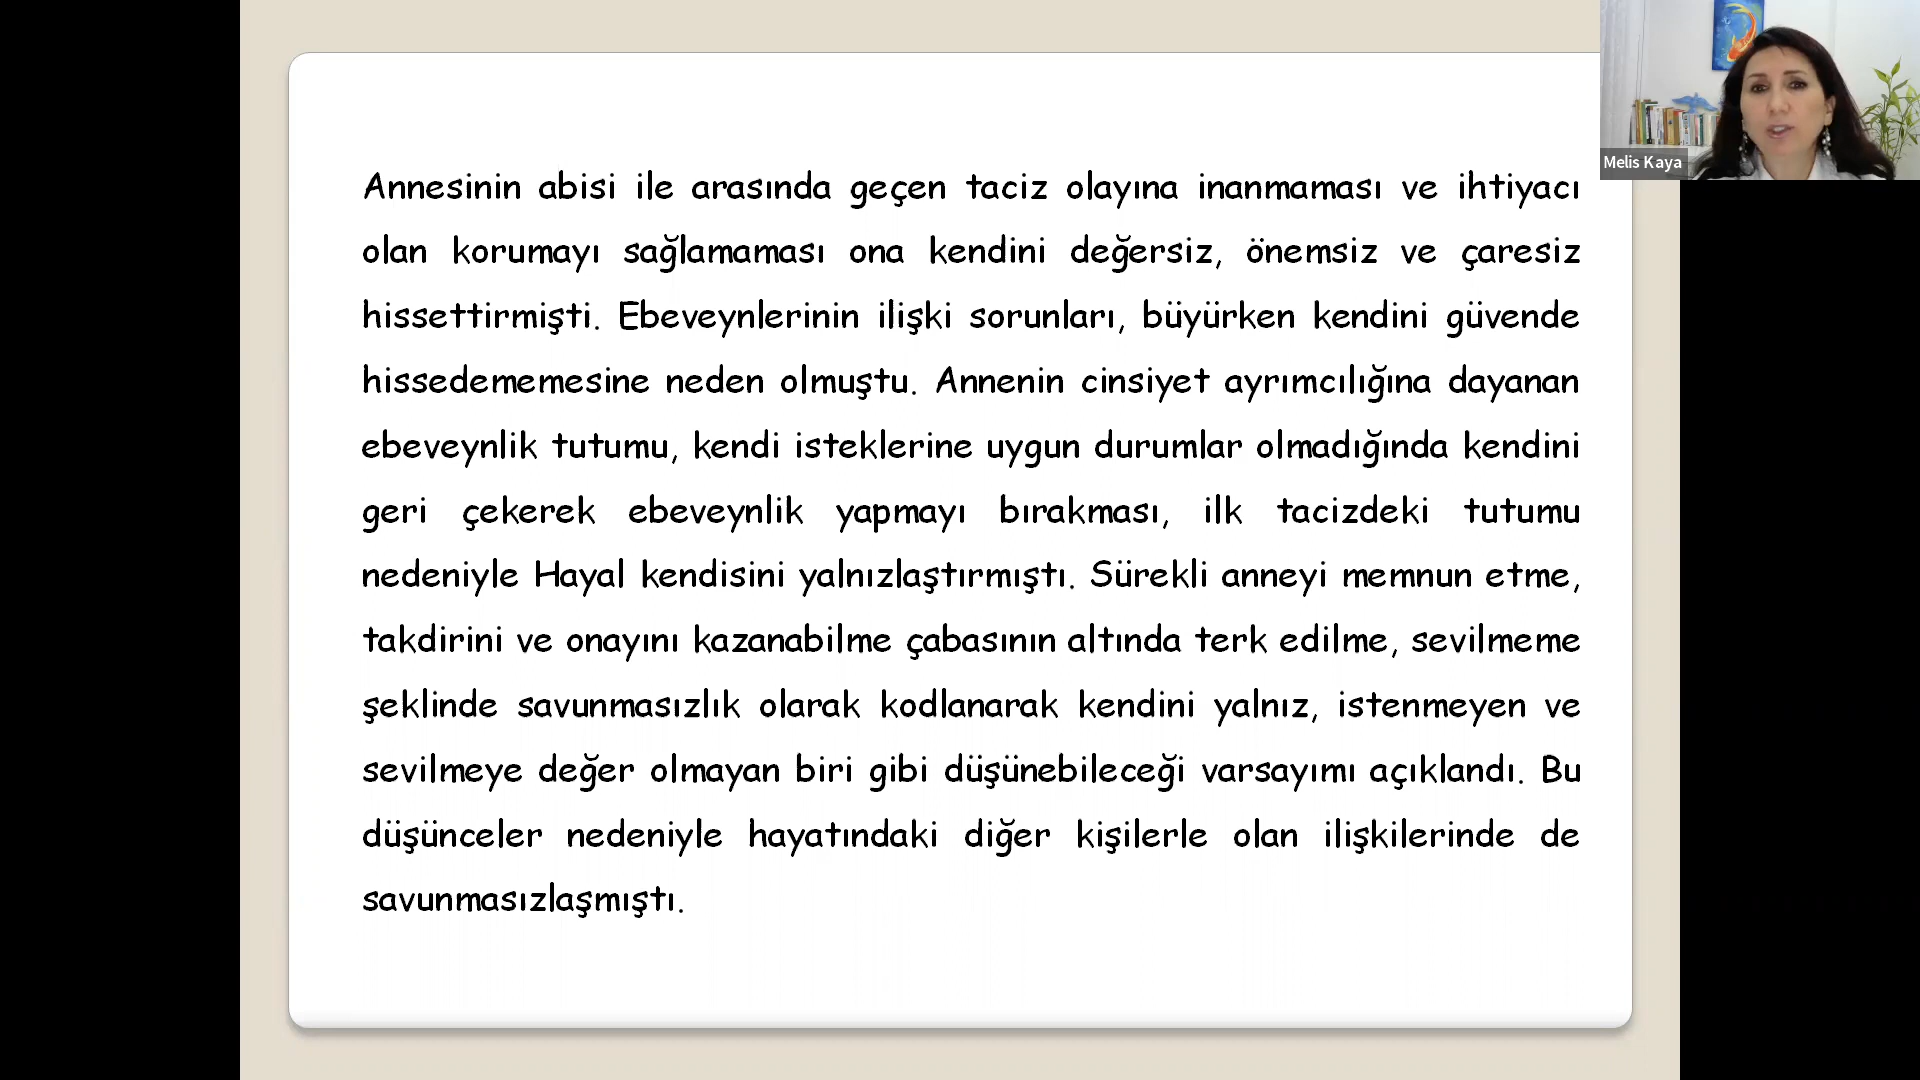 Melis Kaya
Annesinin abisi ile arasında geçen taciz olayına inanmaması ve ihtiyacı
olan korumayı sağlamaması ona kendini değersiz, önemsiz ve çaresiz
hissettirmişti. Ebeveynlerinin ilişki sorunları, büyürken kendini güvende
hissedememesine neden olmuştu. Annenin cinsiyet ayrımcılığına dayanan
ebeveynlik tutumu, kendi isteklerine uygun durumlar olmadığında kendini
geri çekerek ebeveynlik yapmayı bırakması, ilk tacizdeki tutumu
nedeniyle Hayal kendisini yalnızlaştırmıştı. Sürekli anneyi memnun etme,
takdirini ve onayını kazanabilme çabasının altında terk edilme, sevilmeme
şeklinde savunmasızlık olarak kodlanarak kendini yalnız, istenmeyen ve
sevilmeye değer olmayan biri gibi düşünebileceği varsayımı açıklandı. Bu
düşünceler nedeniyle hayatındaki diğer kişilerle olan ilişkilerinde de
savunmasızlaşmıştı.